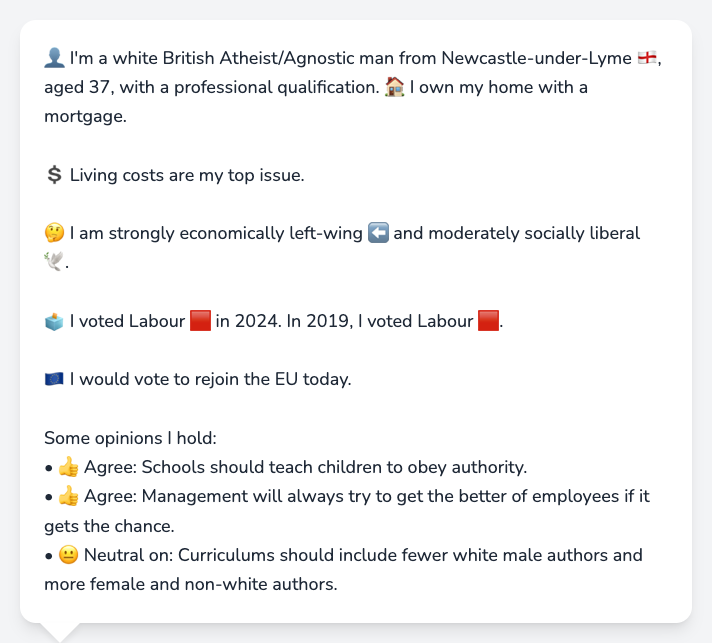 👤 I'm a white British Atheist/Agnostic man from Newcastle-under-Lyme 🏴󠁧󠁢󠁥󠁮󠁧󠁿,
aged 37, with a professional qualification. 🏠 I own my home with a
mortgage.
💲 Living costs are my top issue.
🤔 I am strongly economically left-wing ⬅️ and moderately socially liberal
🕊️.
🗳️ I voted Labour 🟥 in 2024. In 2019, I voted Labour 🟥.
🇪🇺 I would vote to rejoin the EU today.
Some opinions I hold:
• 👍 Agree: Schools should teach children to obey authority.
• 👍 Agree: Management will always try to get the better of employees if it
gets the chance.
• 😐 Neutral on: Curriculums should include fewer white male authors and
more female and non-white authors.